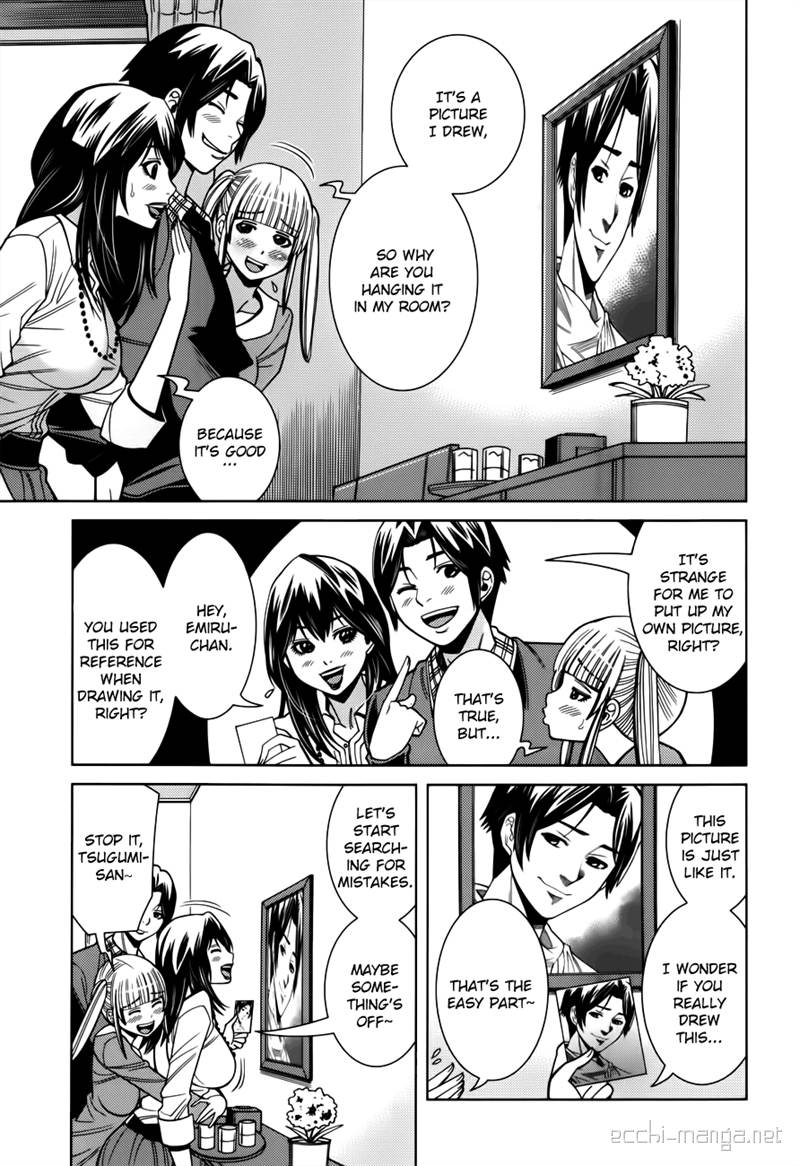 IT'S A
PICTURE
I DREW,
SO WHY
ARE YOU
HANGING IT
IN MY ROOM?
BECAUSE
IT'S GOOD
...
IT'S
STRANGE
FOR ME TO
PUT UP MY
OWN PICTURE,
RIGHT?
THAT'S
TRUE,
BUT...
HEY,
EMIRU-
CHAN.
YOU USED
THIS FOR
REFERENCE
WHEN
DRAWING IT,
RIGHT?
THIS
PICTURE
IS JUST
LIKE IT.
I WONDER
IF YOU
REALLY
DREW
THIS...
THAT'S THE
EASY PART~
LET'S
START
SEARCH-
ING FOR
MISTAKES.
MAYBE
SOME-
THING'S
OFF~
STOP IT,
TSUGUMI-
SAN~
ecchi-manga.net